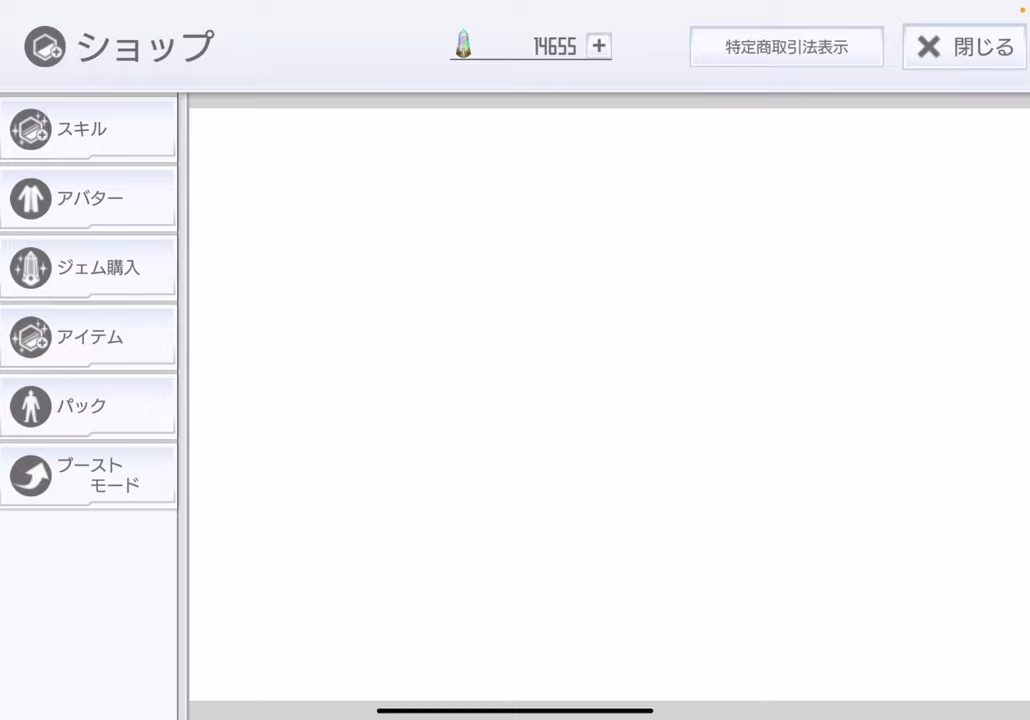 ショップ
14655
特定商取引法表示
閉じる
スキル
アバター
ジェム購入
アイテム
パック
ブースト
モード